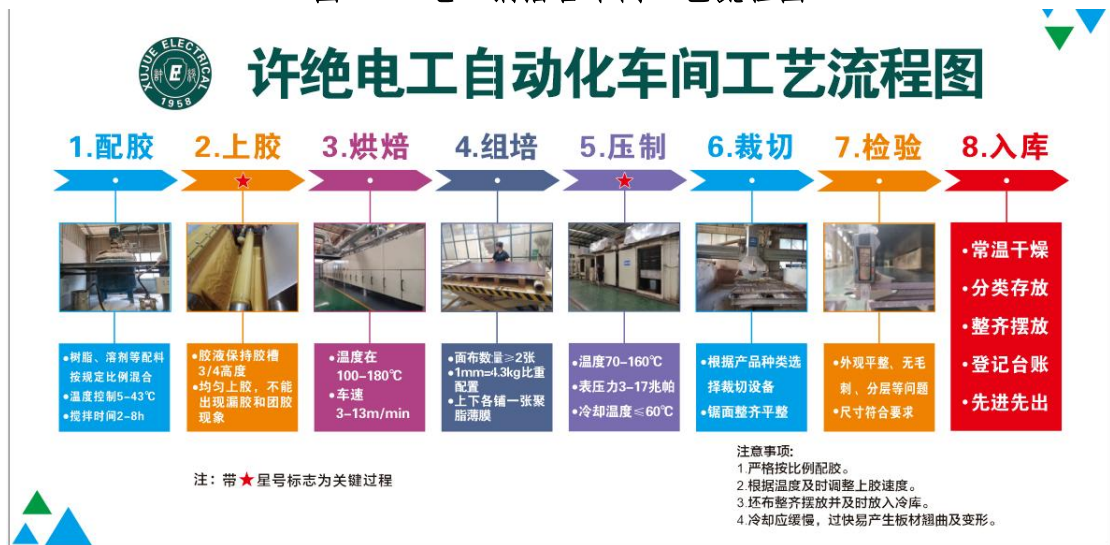 许绝电工自动化车间工艺流程图
XUJUE ELECTRICAL
1958
1.配胶
2.上胶
3.烘焙
4.组培
5.压制
6.裁切
7.检验
8.入库
•树脂、溶剂等配料
按规定比例混合
•温度控制5-43℃
•搅拌时间2-8h
•胶液保持胶槽
3/4高度
•均匀上胶，不能
出现漏胶和团胶
现象
•温度在
100-180℃
•车速
3-13m/min
•面布数量≥2张
•1mm=4.3kg比重
配置
•上下各铺一张聚
脂薄膜
•温度70-160℃
•表压力3-17兆帕
•冷却温度≤60℃
•根据产品种类选
择裁切设备
•锯面整齐平整
•外观平整、无毛
刺、分层等问题
•尺寸符合要求
•常温干燥
•分类存放
•整齐摆放
•登记台账
•先进先出
注：带★星号标志为关键过程
注意事项:
1.严格按比例配胶。
2.根据温度及时调整上胶速度。
3.坯布整齐摆放并及时放入冷库。
4.冷却应缓慢，过快易产生板材翘曲及变形。